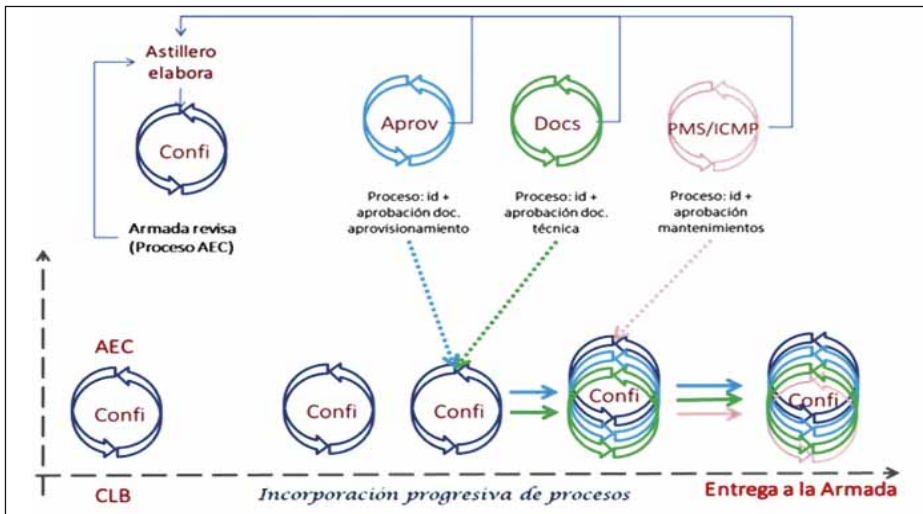 Astillero
elabora
Confi
Armada revisa
(Proceso AEC)
Aprov
Proceso: id +
aprobación doc.
aprovisionamiento
Docs
Proceso: id +
aprobación doc.
técnica
PMS/ICMP
Proceso: id +
aprobación
mantenimientos
AEC
Confi
Confi
Confi
Confi
Confi
CLB
Incorporación progresiva de procesos
Entrega a la Armada